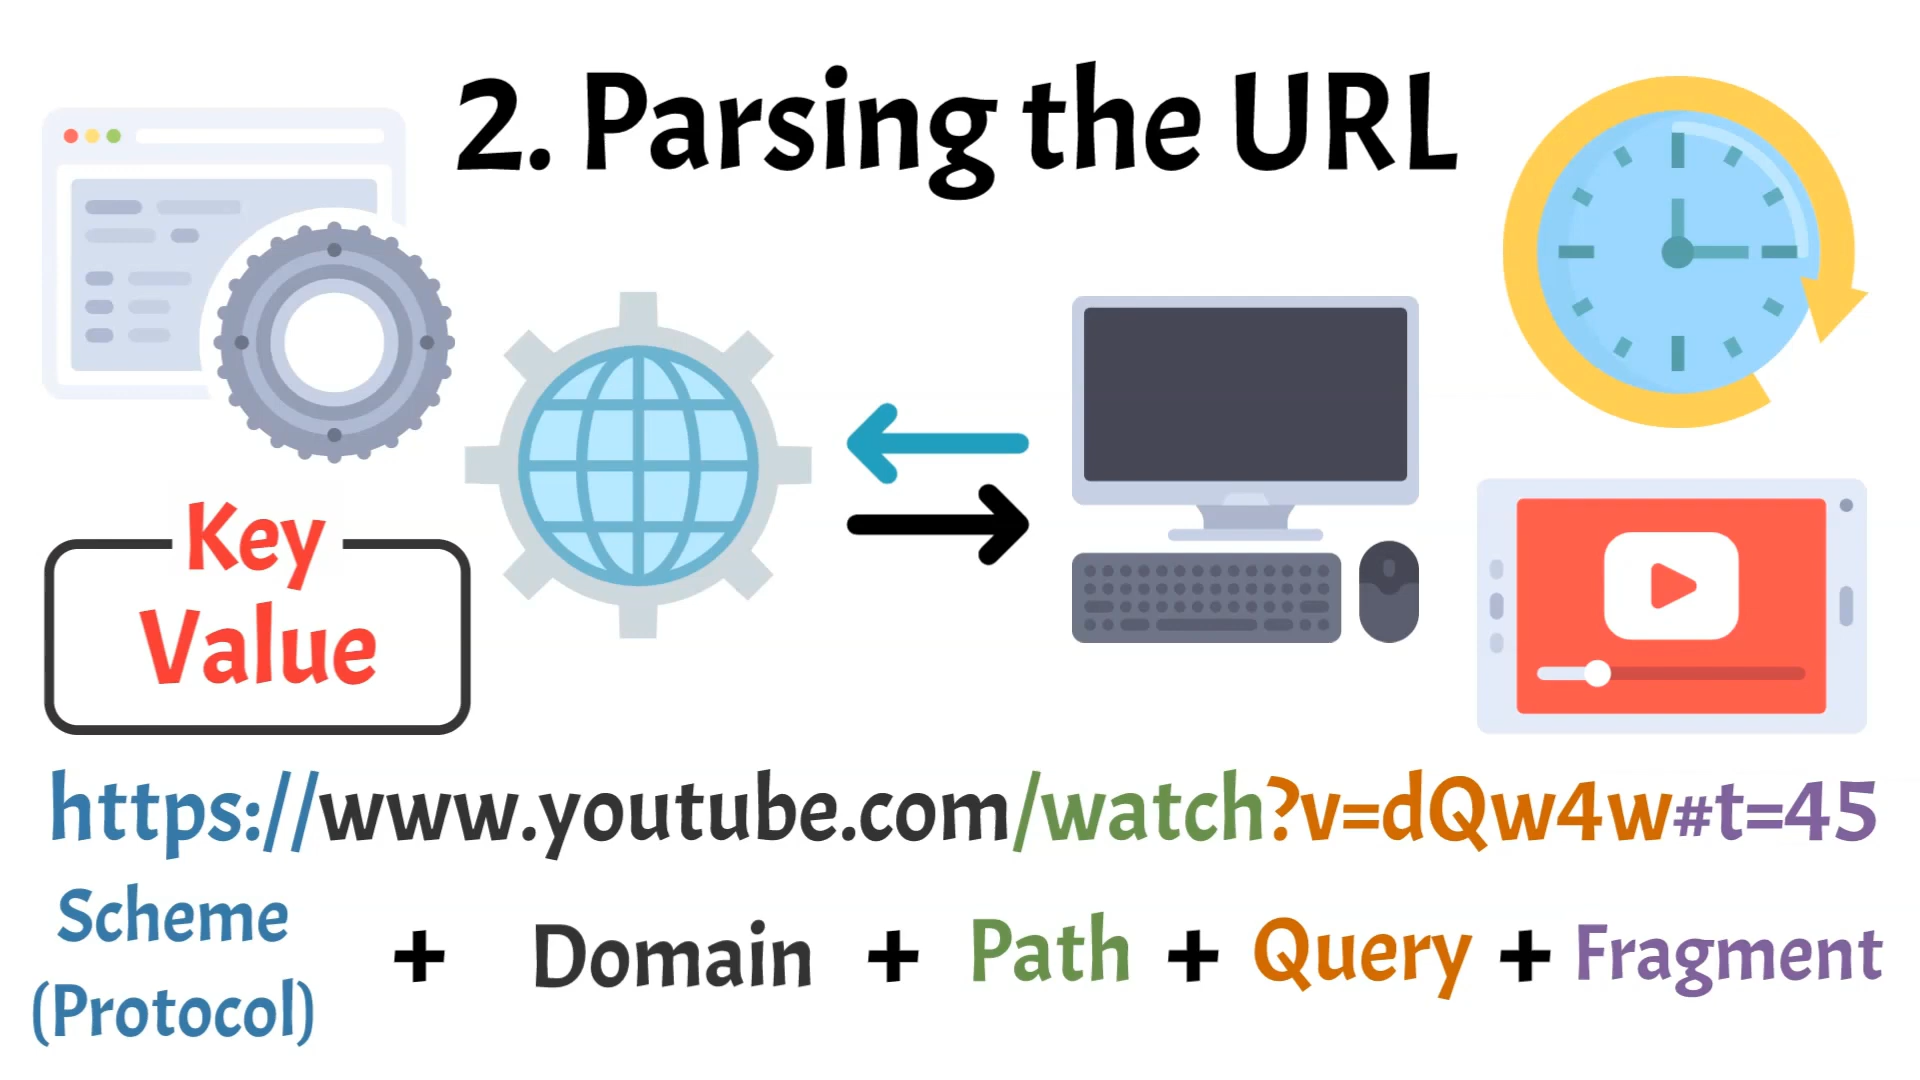 2. Parsing the URL
Key
Value
https://www.youtube.com/watch?v=dQw4w#t=45
Scheme
(Protocol)
+ Domain + Path + Query + Fragment